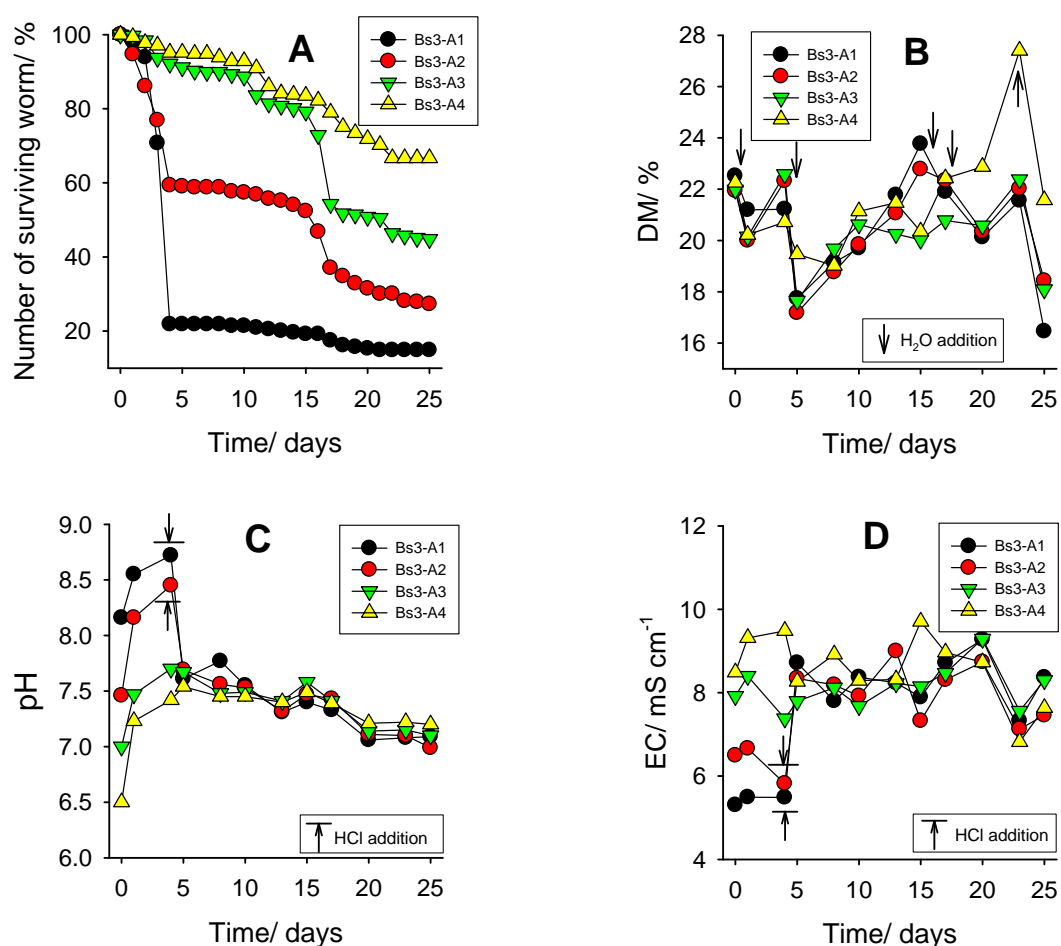 A
Bs3-A1
Bs3-A2
Bs3-A3
Bs3-A4
Number of surviving worm/ %
100
80
60
40
20
0 5 10 15 20 25
Time/ days
B
Bs3-A1
Bs3-A2
Bs3-A3
Bs3-A4
DM/ %
28
26
24
22
20
18
16
H₂O addition
0 5 10 15 20 25
Time/ days
C
Bs3-A1
Bs3-A2
Bs3-A3
Bs3-A4
pH
9.0
8.5
8.0
7.5
7.0
6.5
6.0
HCl addition
0 5 10 15 20 25
Time/ days
D
Bs3-A1
Bs3-A2
Bs3-A3
Bs3-A4
EC/ mS cm⁻¹
12
10
8
6
4
HCl addition
0 5 10 15 20 25
Time/ days